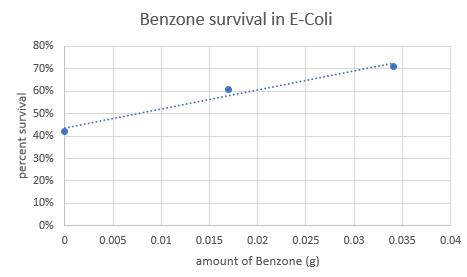 Benzone survival in E-Coli
80%
70%
60%
50%
40%
30%
20%
10%
0%
percent survival
0 0.005 0.01 0.015 0.02 0.025 0.03 0.035 0.04
amount of Benzone (g)